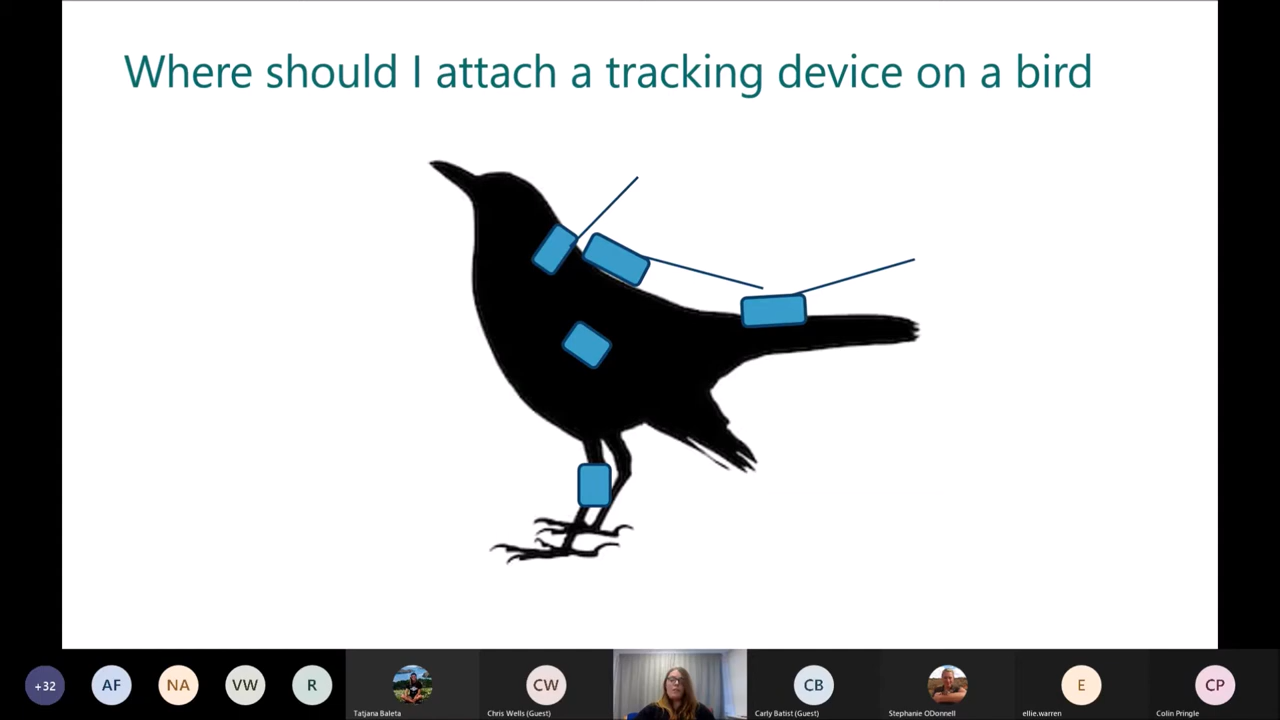 Where should I attach a tracking device on a bird
+32
AF
NA
VW
R
Tatjana Baleta
CW
Chris Wells (Guest)
CB
Carly Batist (Guest)
Stephanie ODonnell
E
ellie.warren
CP
Colin Pringle